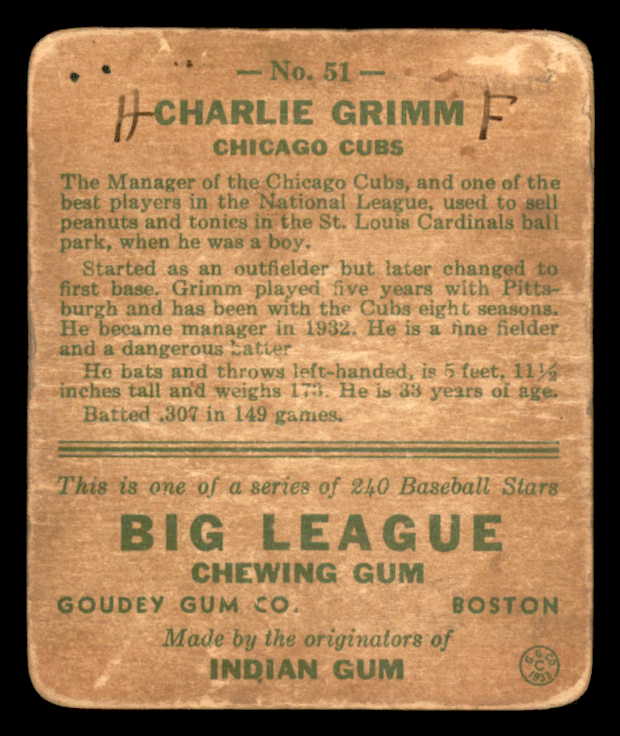 — No. 51 —
H CHARLIE GRIMM F
CHICAGO CUBS
The Manager of the Chicago Cubs, and one of the
best players in the National League, used to sell
peanuts and tonics in the St. Louis Cardinals ball
park, when he was a boy.
Started as an outfielder but later changed to
first base. Grimm played five years with Pitts-
burgh and has been with the Cubs eight seasons.
He became manager in 1932. He is a fine fielder
and a dangerous batter
He bats and throws left-handed, is 5 feet, 11½
inches tall and weighs 173. He is 33 years of age.
Batted .307 in 149 games.
This is one of a series of 240 Baseball Stars
BIG LEAGUE
CHEWING GUM
GOUDEY GUM CO. BOSTON
Made by the originators of
INDIAN GUM
G. G. CO.
C
1933